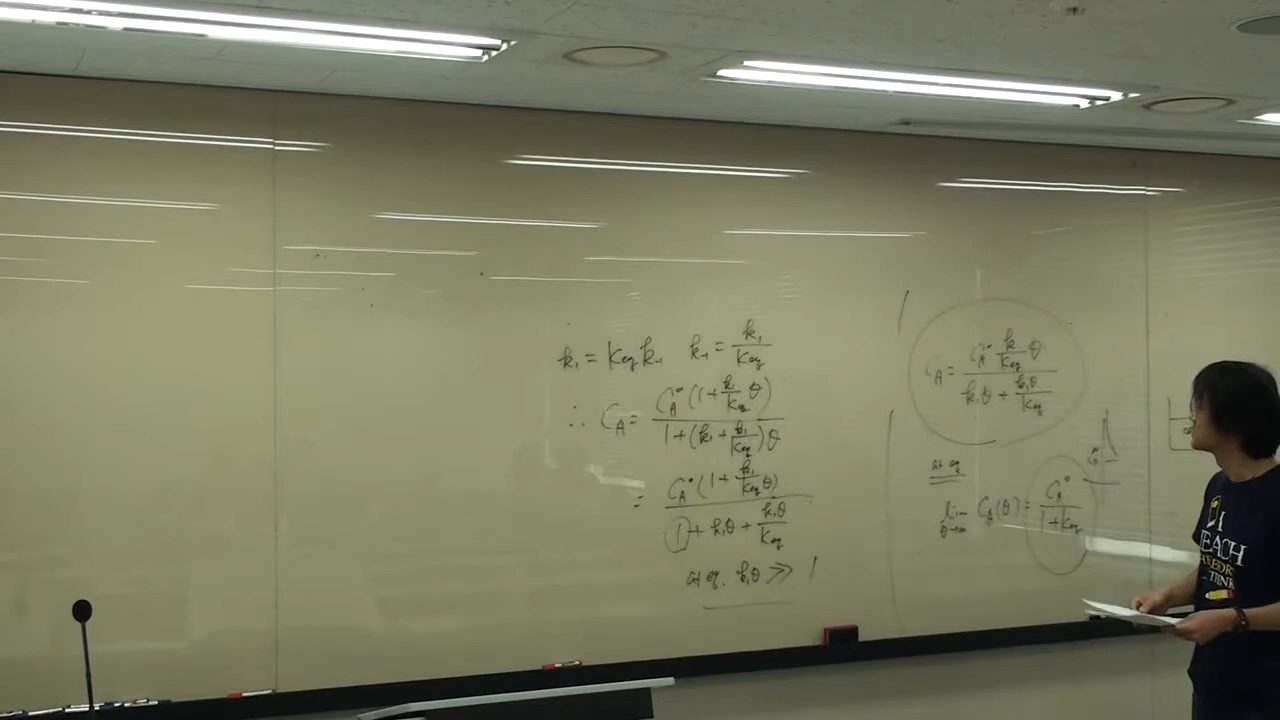 k₁ = Keq k₋₁   k₋₁ = k₁/Keq
∴ C_A = C_A°(1 + (k₁/Keq)θ) / (1 + (k₁ + k₁/Keq)θ)
= C_A°(1 + (k₁/Keq)θ) / (1 + k₁θ + k₁θ/Keq)
at eq. k₁θ ≫ 1
C_A = C_A° (k₁/Keq)θ / (k₁θ + k₁θ/Keq)
at eq
lim θ→∞ C_A(θ) = C_A° / (1 + Keq)
I
TEACH
THINK